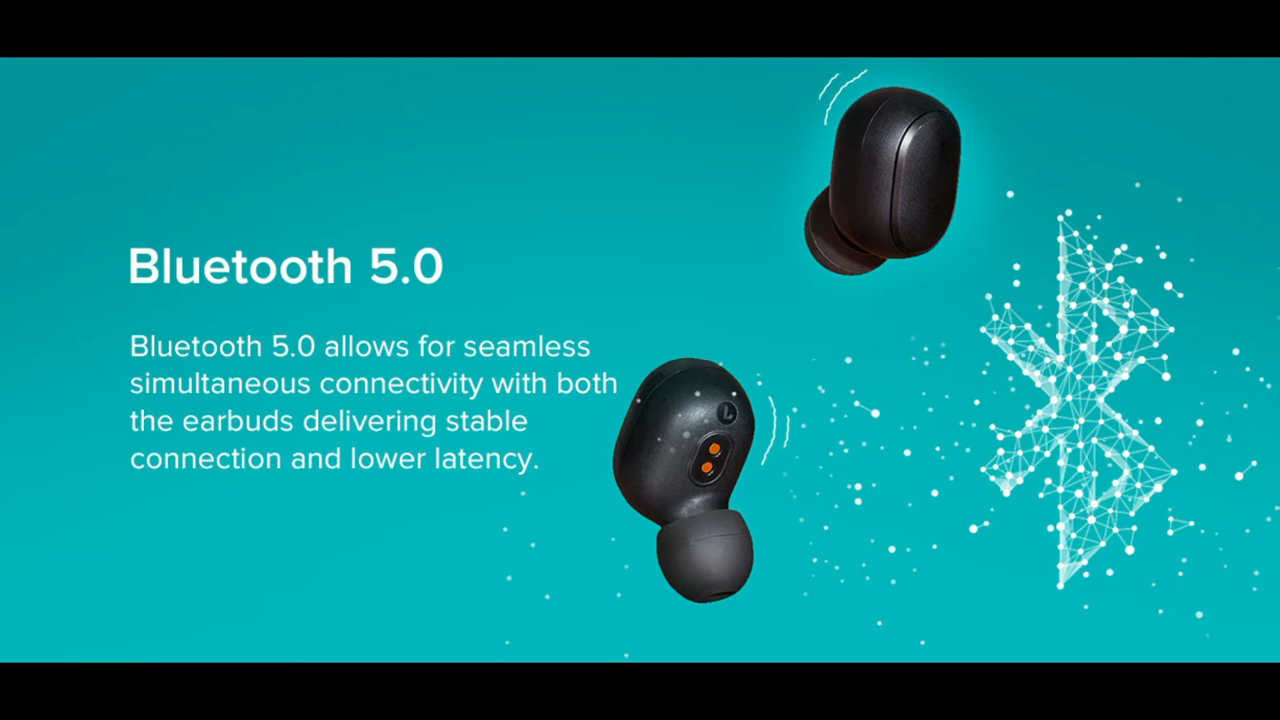 Bluetooth 5.0
Bluetooth 5.0 allows for seamless
simultaneous connectivity with both
the earbuds delivering stable
connection and lower latency.
L